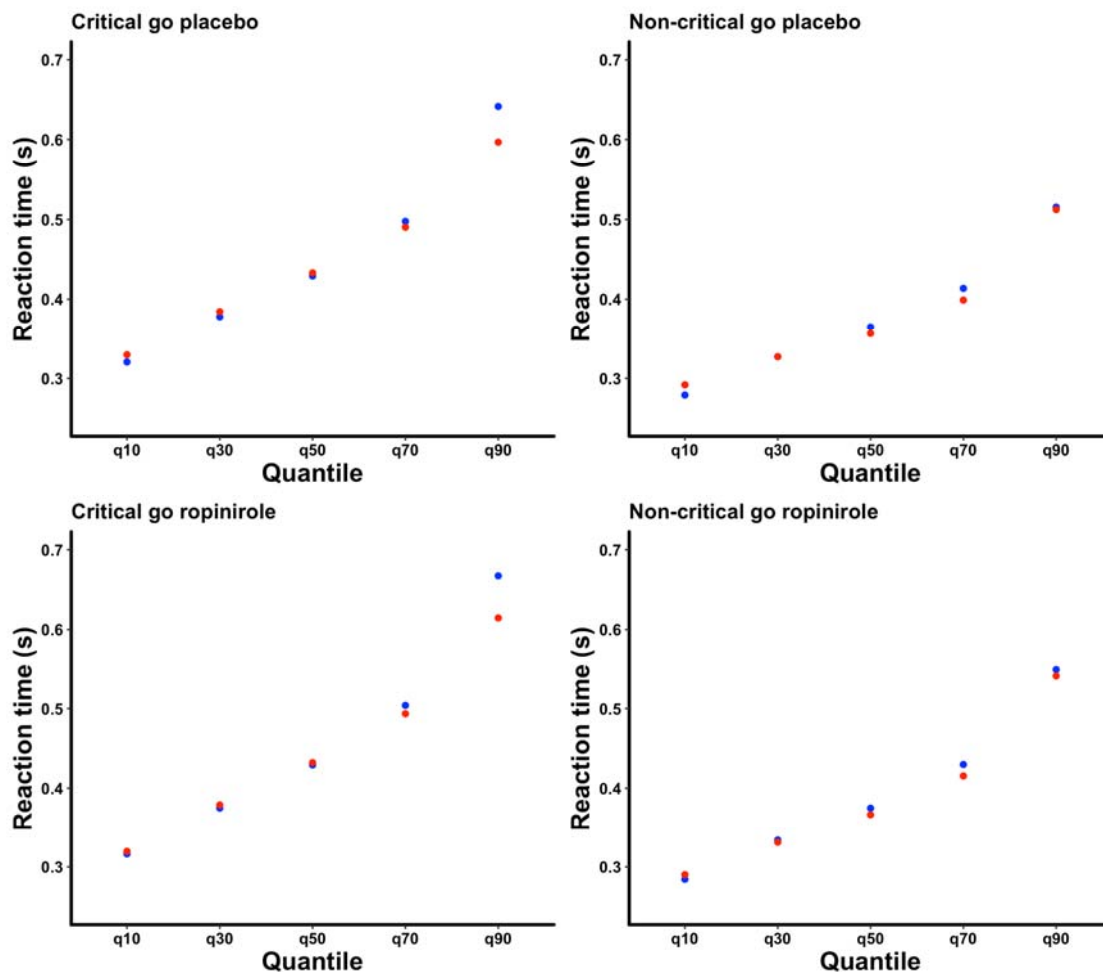 Critical go placebo
Reaction time (s)
0.7
0.6
0.5
0.4
0.3
q10 q30 q50 q70 q90
Quantile
Non-critical go placebo
Reaction time (s)
0.7
0.6
0.5
0.4
0.3
q10 q30 q50 q70 q90
Quantile
Critical go ropinirole
Reaction time (s)
0.7
0.6
0.5
0.4
0.3
q10 q30 q50 q70 q90
Quantile
Non-critical go ropinirole
Reaction time (s)
0.7
0.6
0.5
0.4
0.3
q10 q30 q50 q70 q90
Quantile